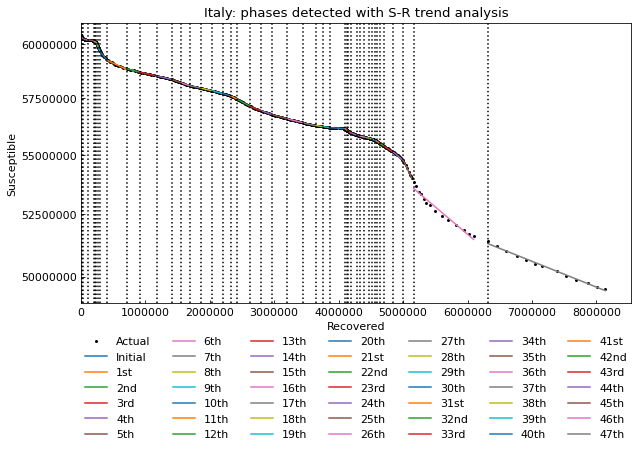 Italy: phases detected with S-R trend analysis
60000000
57500000
55000000
52500000
50000000
Susceptible
0 1000000 2000000 3000000 4000000 5000000 6000000 7000000 8000000
Recovered
Actual 6th 13th 20th 27th 34th 41st
Initial 7th 14th 21st 28th 35th 42nd
1st 8th 15th 22nd 29th 36th 43rd
2nd 9th 16th 23rd 30th 37th 44th
3rd 10th 17th 24th 31st 38th 45th
4th 11th 18th 25th 32nd 39th 46th
5th 12th 19th 26th 33rd 40th 47th